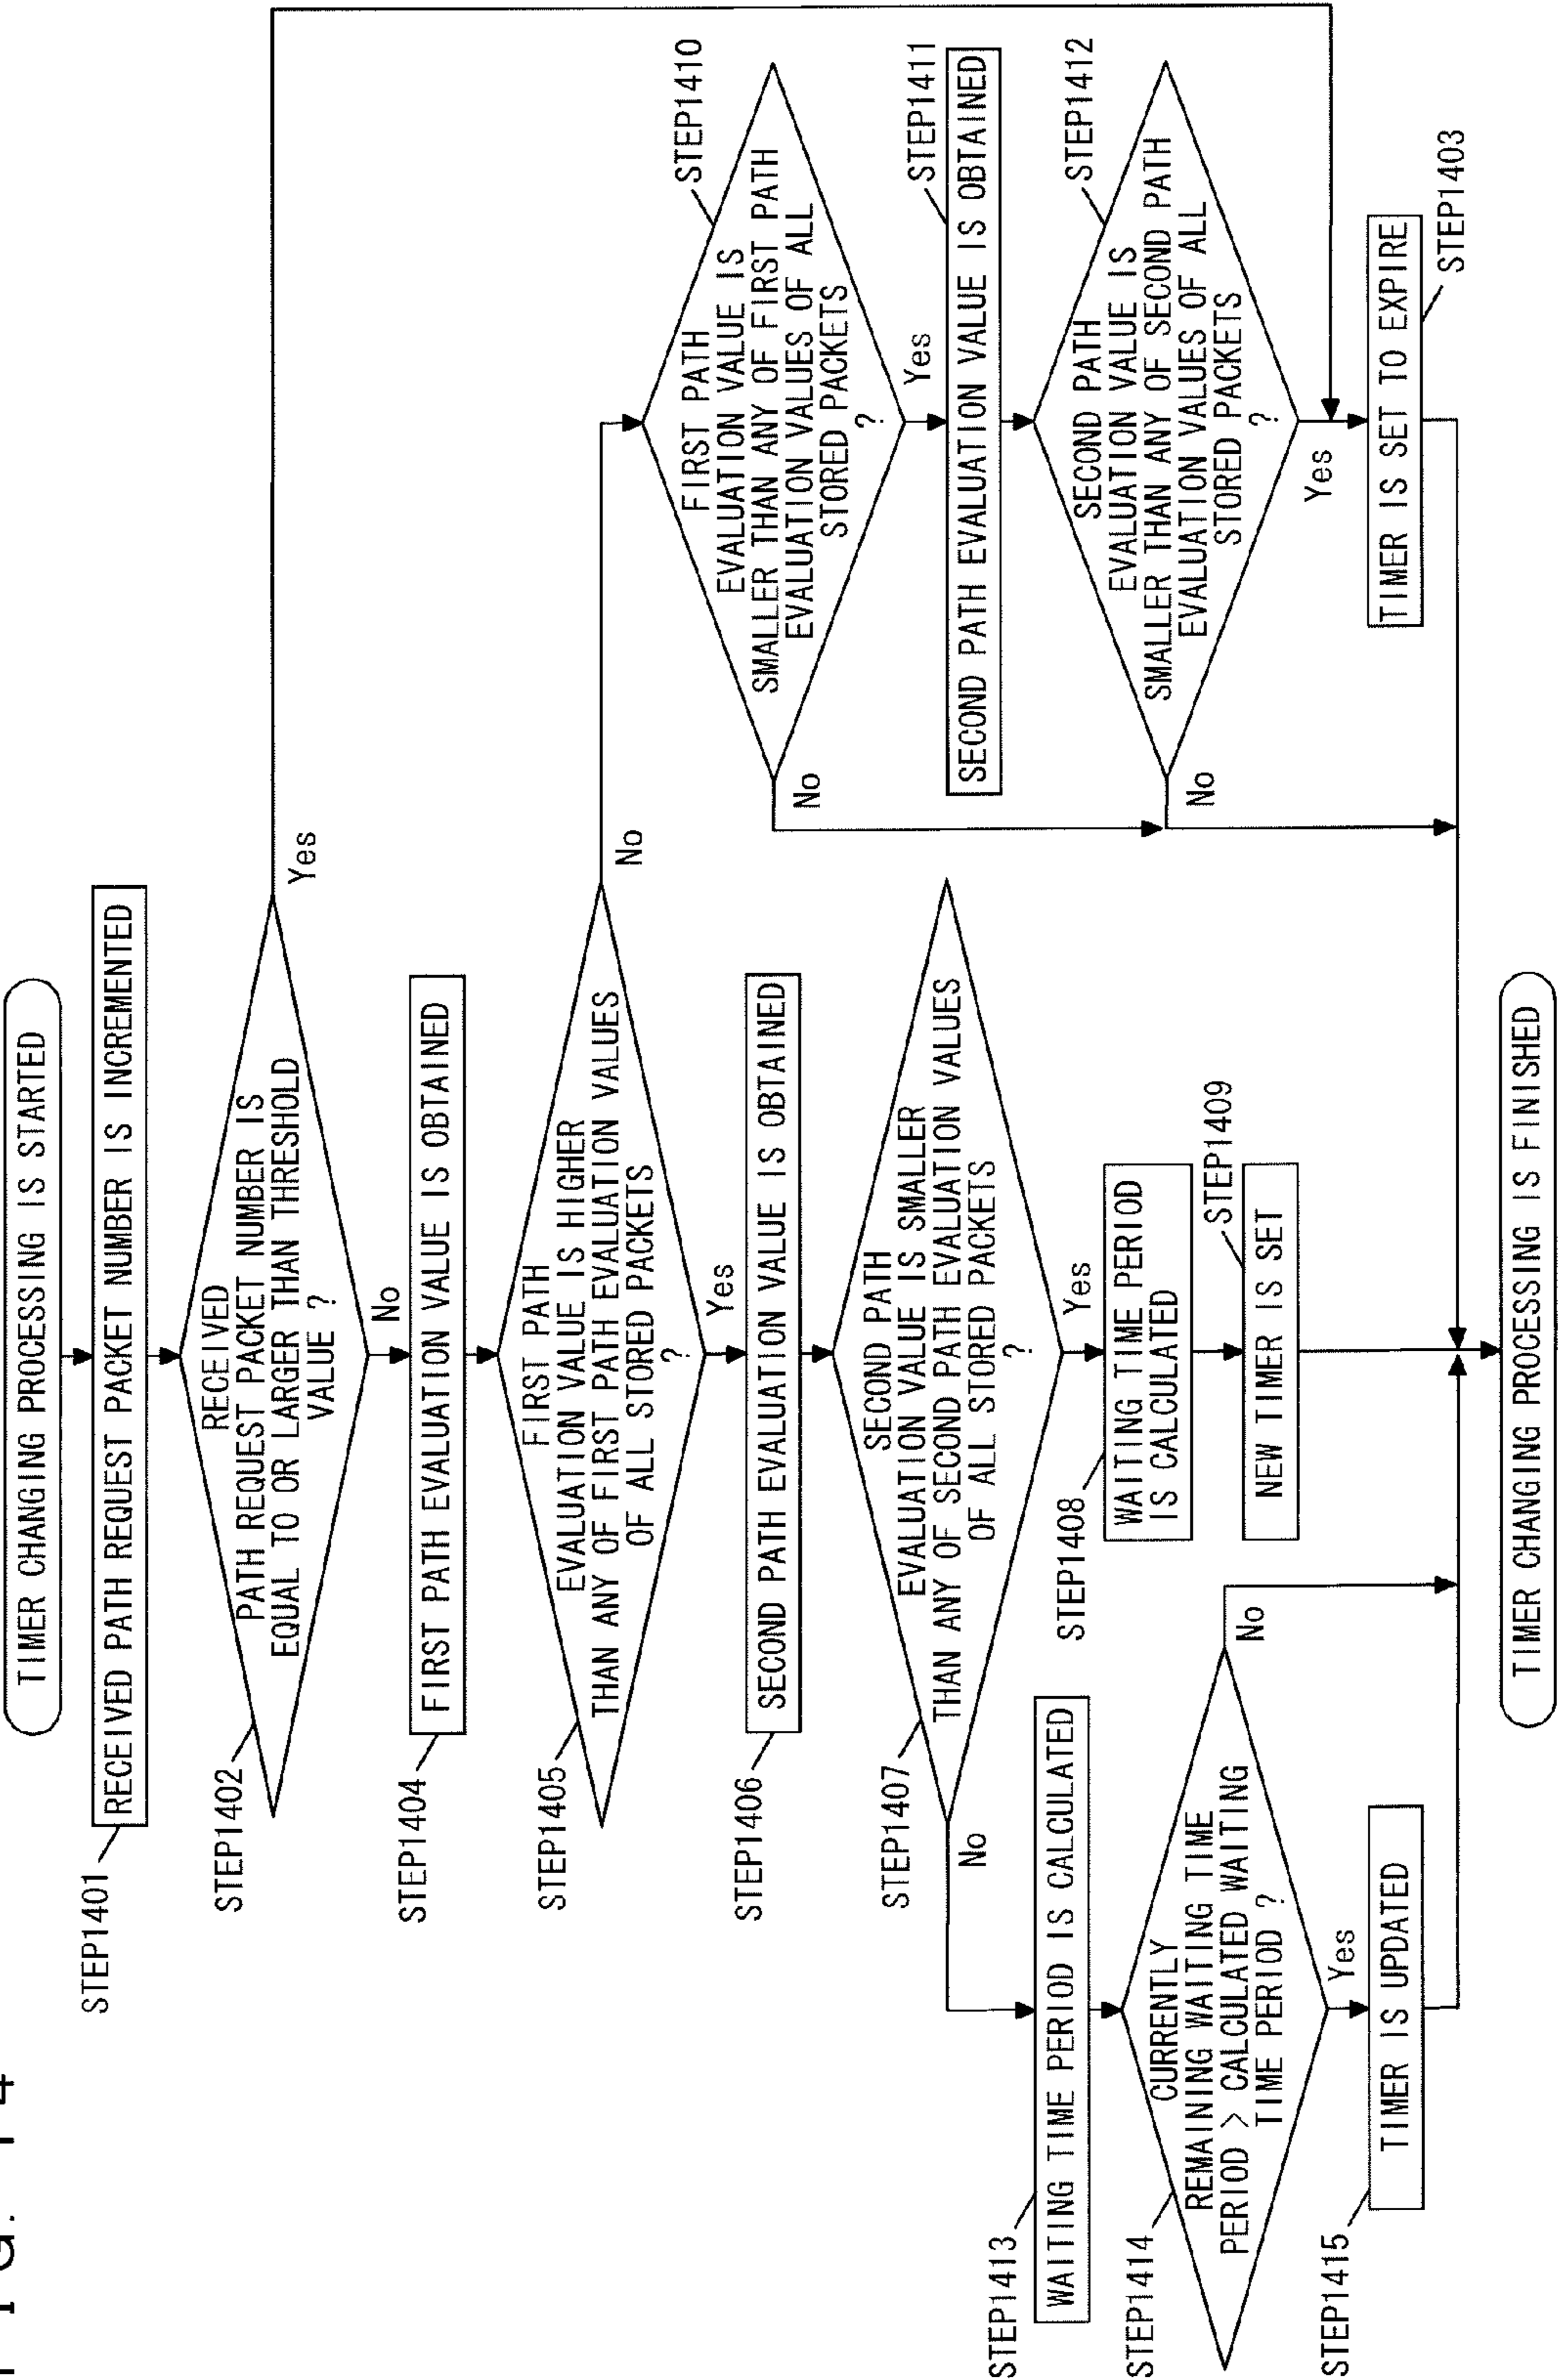 FIG. 14
TIMER CHANGING PROCESSING IS STARTED
STEP1401
RECEIVED PATH REQUEST PACKET NUMBER IS INCREMENTED
STEP1402
RECEIVED
PATH REQUEST PACKET NUMBER IS
EQUAL TO OR LARGER THAN THRESHOLD
VALUE ?
Yes
No
STEP1404
FIRST PATH EVALUATION VALUE IS OBTAINED
STEP1405
FIRST PATH
EVALUATION VALUE IS HIGHER
THAN ANY OF FIRST PATH EVALUATION VALUES
OF ALL STORED PACKETS
?
No
Yes
STEP1406
SECOND PATH EVALUATION VALUE IS OBTAINED
STEP1407
SECOND PATH
EVALUATION VALUE IS SMALLER
THAN ANY OF SECOND PATH EVALUATION VALUES
OF ALL STORED PACKETS
?
No
Yes
STEP1408
WAITING TIME PERIOD
IS CALCULATED
STEP1409
NEW TIMER IS SET
STEP1410
FIRST PATH
EVALUATION VALUE IS
SMALLER THAN ANY OF FIRST PATH
EVALUATION VALUES OF ALL
STORED PACKETS
?
No
Yes
STEP1411
SECOND PATH EVALUATION VALUE IS OBTAINED
STEP1412
SECOND PATH
EVALUATION VALUE IS
SMALLER THAN ANY OF SECOND PATH
EVALUATION VALUES OF ALL
STORED PACKETS
?
No
Yes
TIMER IS SET TO EXPIRE
STEP1403
STEP1413
WAITING TIME PERIOD IS CALCULATED
STEP1414
CURRENTLY
REMAINING WAITING TIME
PERIOD > CALCULATED WAITING
TIME PERIOD ?
No
Yes
STEP1415
TIMER IS UPDATED
TIMER CHANGING PROCESSING IS FINISHED